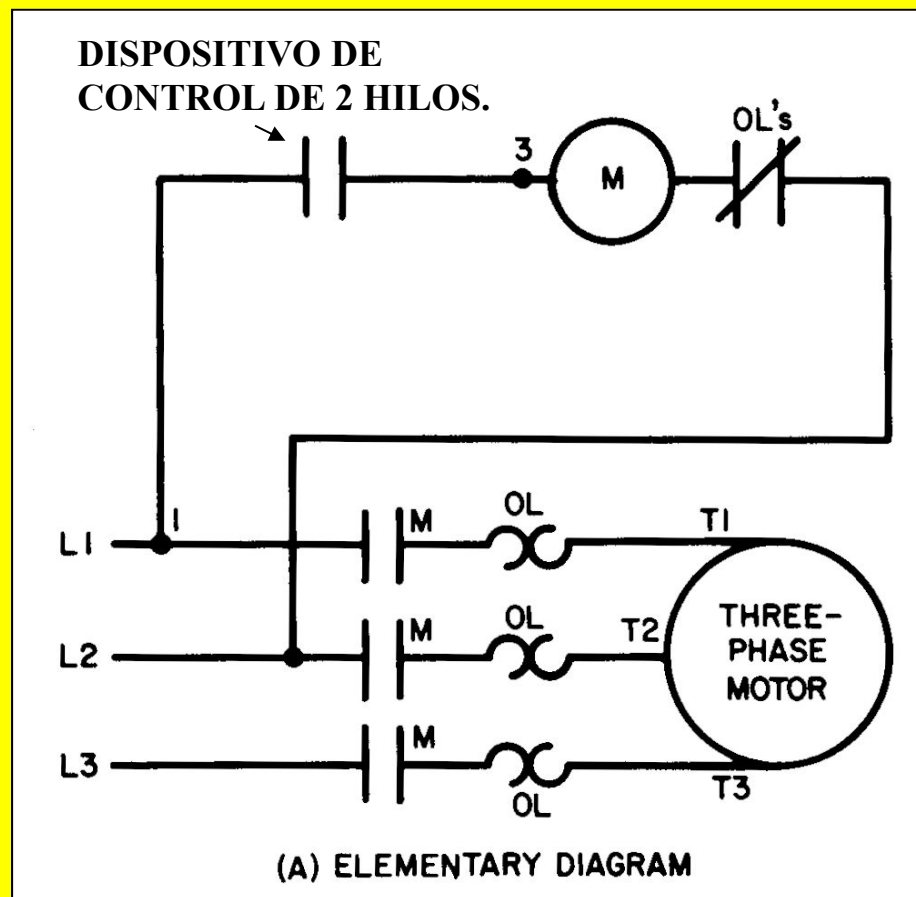 DISPOSITIVO DE
CONTROL DE 2 HILOS.
OL's
3
M
1
L1
M
OL
T1
L2
M
OL
T2
THREE-
PHASE
MOTOR
L3
M
OL
T3
(A) ELEMENTARY DIAGRAM